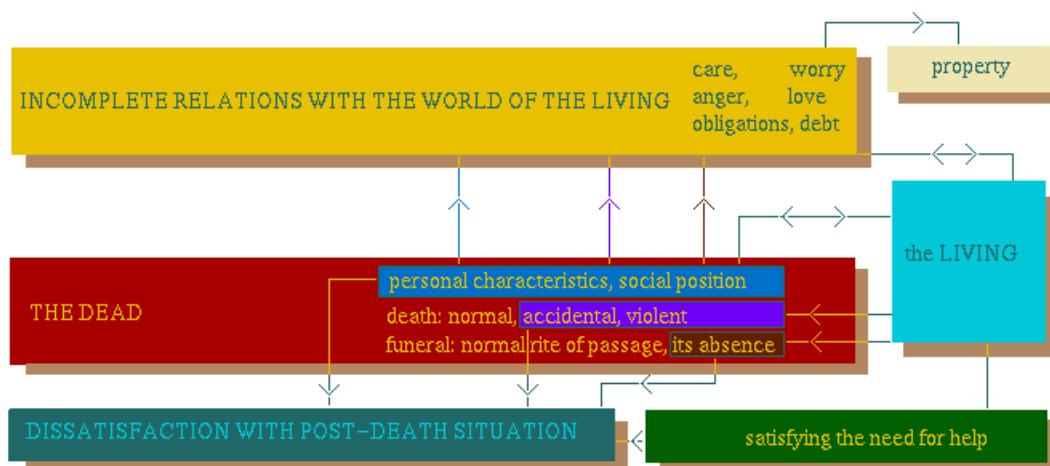 property
INCOMPLETE RELATIONS WITH THE WORLD OF THE LIVING
care, worry
anger, love
obligations, debt
the LIVING
THE DEAD
personal characteristics, social position
death: normal, accidental, violent
funeral: normal rite of passage, its absence
DISSATISFACTION WITH POST-DEATH SITUATION
satisfying the need for help